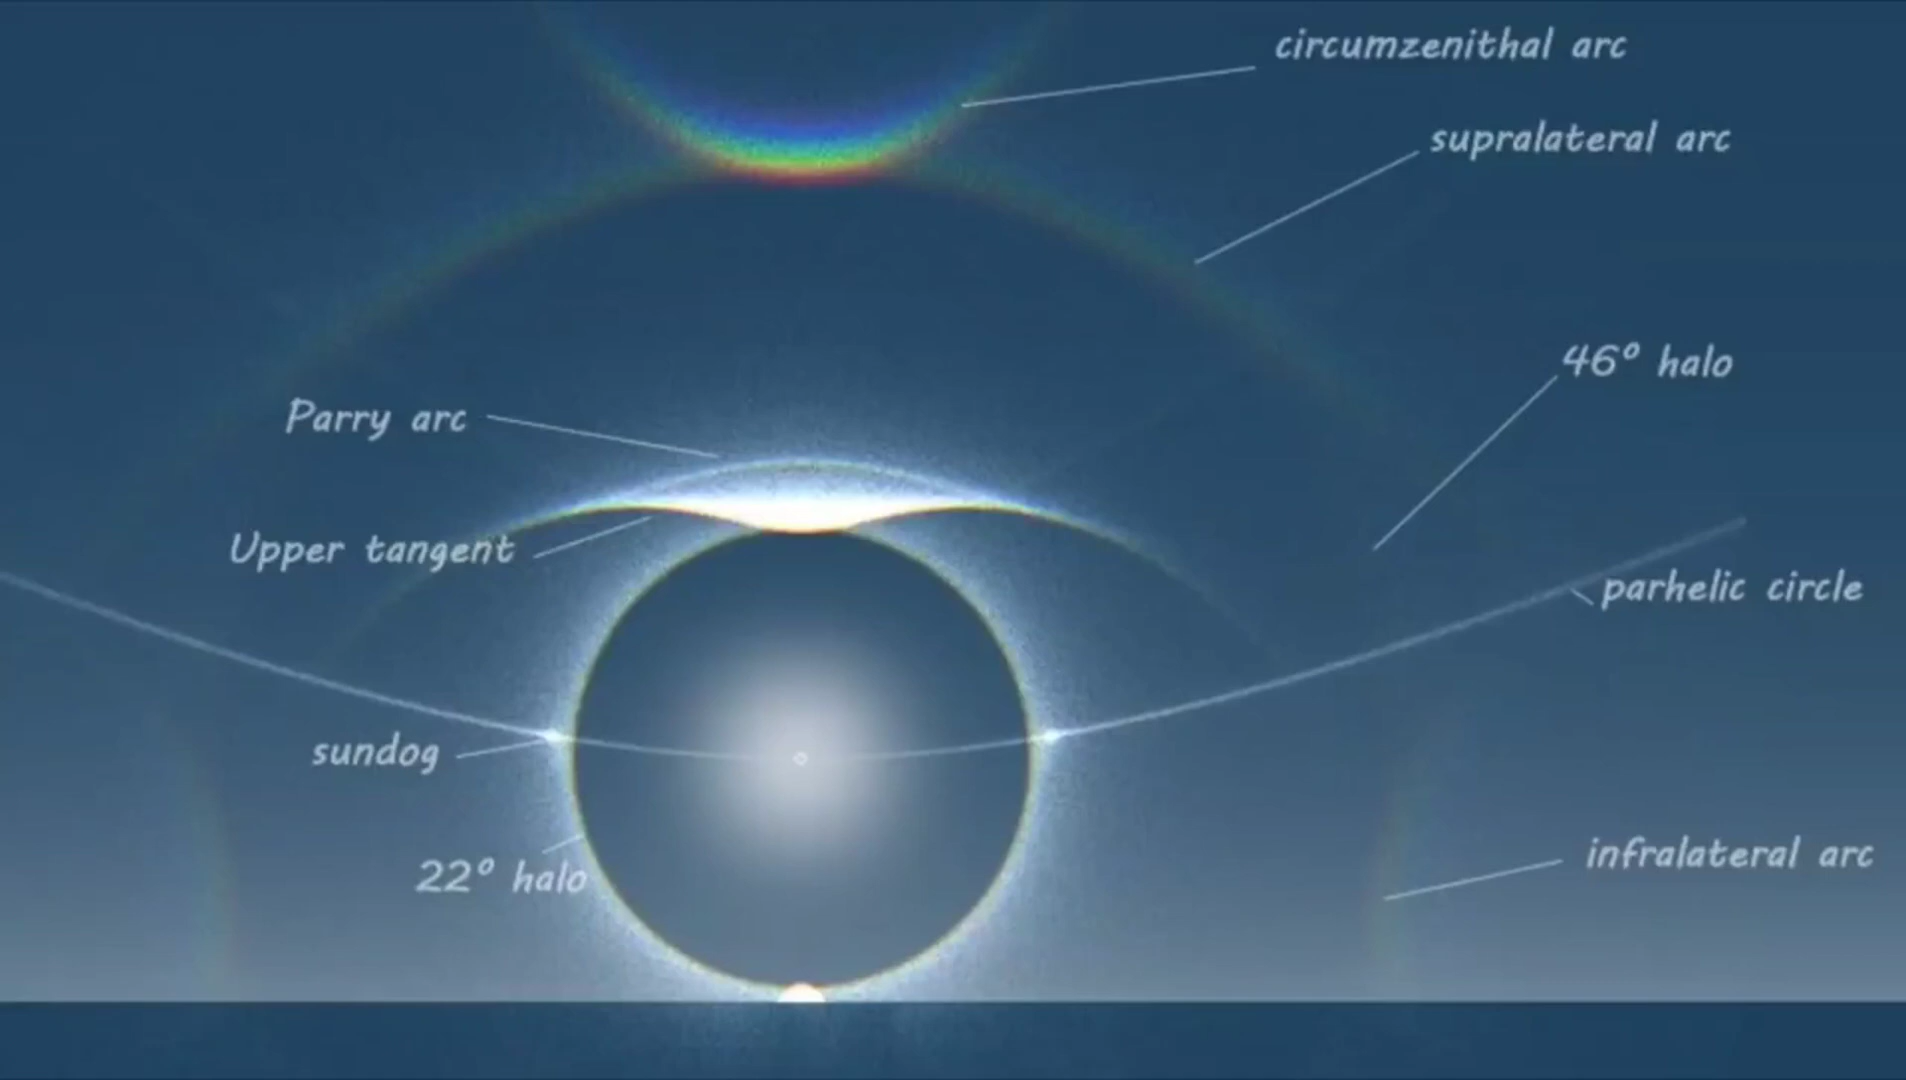 circumzenithal arc
supralateral arc
46° halo
Parry arc
Upper tangent
parhelic circle
sundog
infralateral arc
22° halo